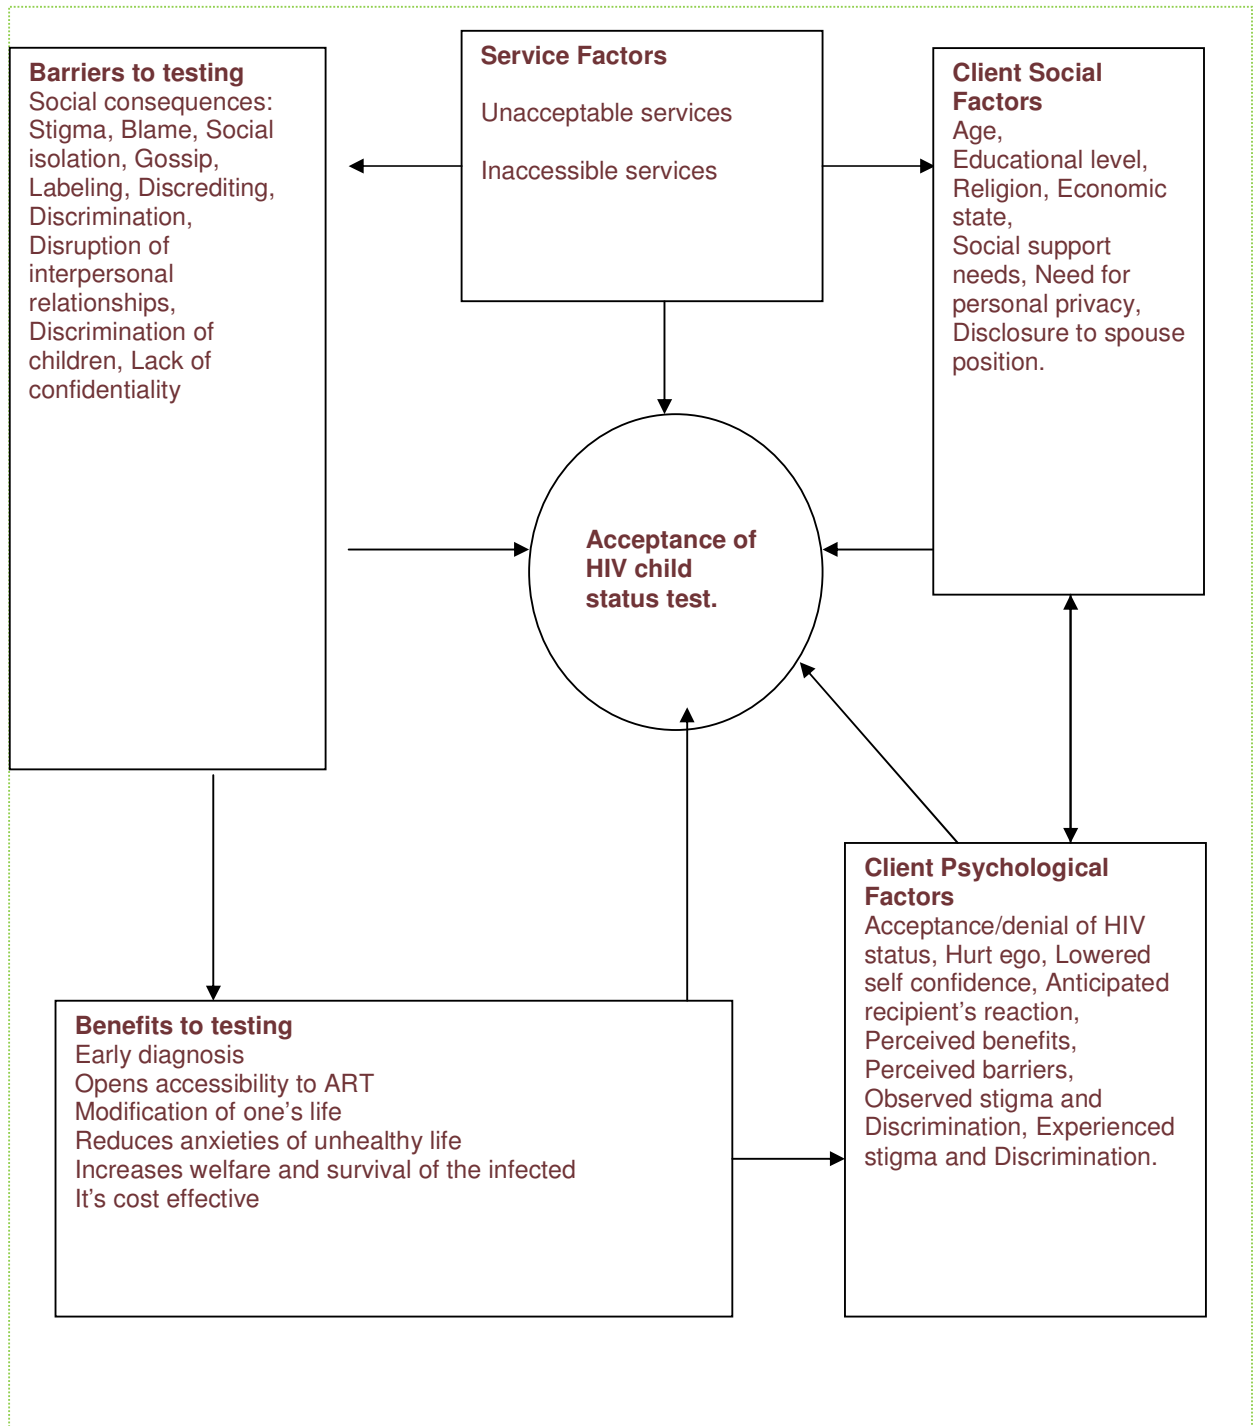 Barriers to testing
Social consequences:
Stigma, Blame, Social
isolation, Gossip,
Labeling, Discrediting,
Discrimination,
Disruption of
interpersonal
relationships,
Discrimination of
children, Lack of
confidentiality
Service Factors
Unacceptable services
Inaccessible services
Client Social
Factors
Age,
Educational level,
Religion, Economic
state,
Social support
needs, Need for
personal privacy,
Disclosure to spouse
position.
Acceptance of
HIV child
status test.
Benefits to testing
Early diagnosis
Opens accessibility to ART
Modification of one’s life
Reduces anxieties of unhealthy life
Increases welfare and survival of the infected
It’s cost effective
Client Psychological
Factors
Acceptance/denial of HIV
status, Hurt ego, Lowered
self confidence, Anticipated
recipient’s reaction,
Perceived benefits,
Perceived barriers,
Observed stigma and
Discrimination, Experienced
stigma and Discrimination.